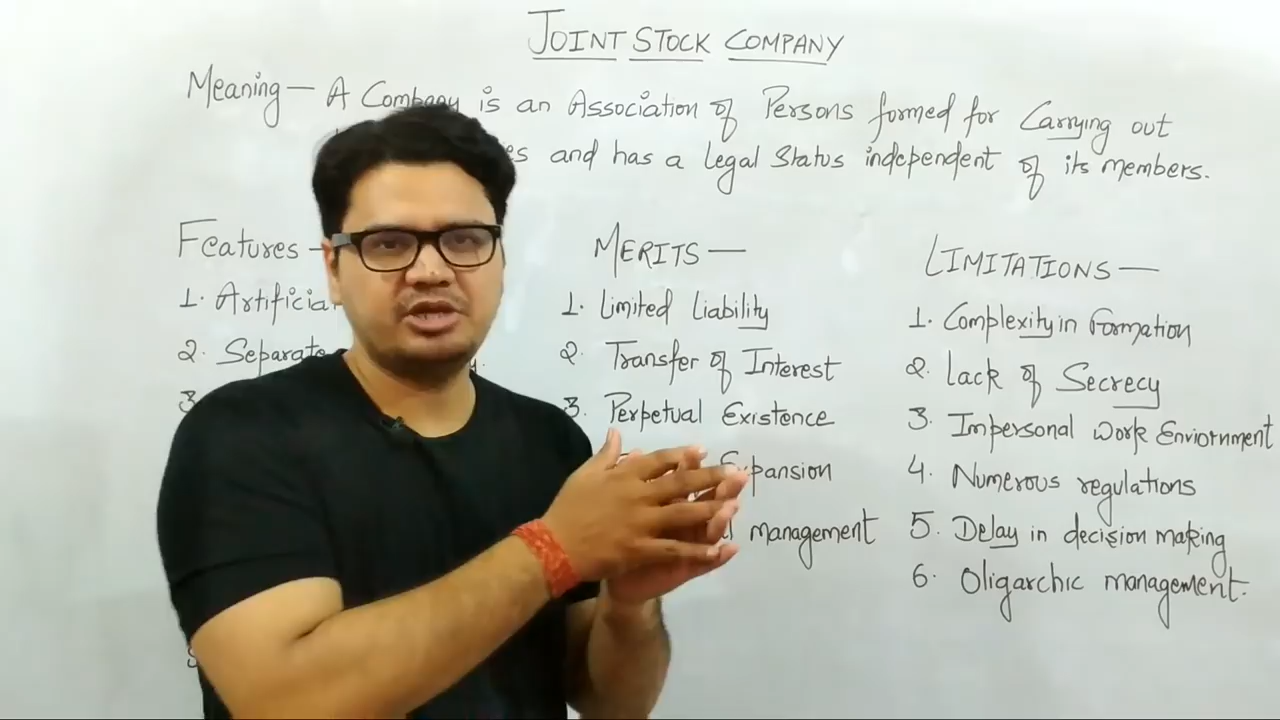 JOINT STOCK COMPANY
Meaning — A Company is an Association of Persons formed for Carrying out
and has a Legal Status independent of its members.
Features —
1. Artificial
2. Separate
3.
MERITS —
1. Limited Liability
2. Transfer of Interest
3. Perpetual Existence
Expansion
management
LIMITATIONS —
1. Complexity in Formation
2. Lack of Secrecy
3. Impersonal Work Enviornment
4. Numerous regulations
5. Delay in decision making
6. Oligarchic management.